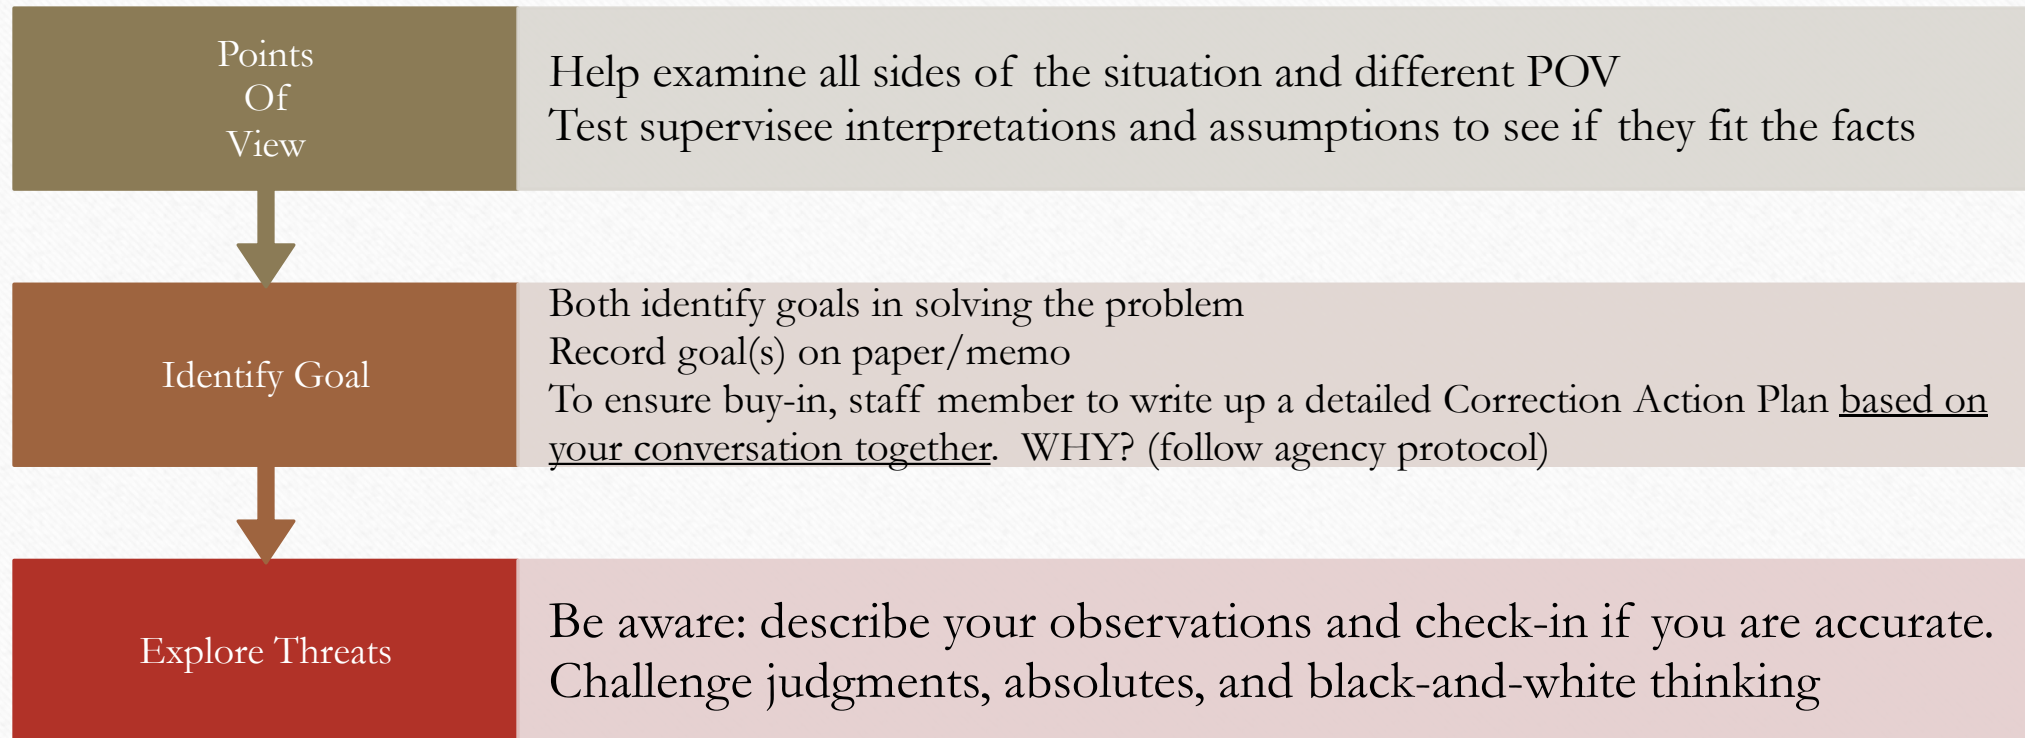 Points
Of
View
Help examine all sides of the situation and different POV
Test supervisee interpretations and assumptions to see if they fit the facts
Identify Goal
Both identify goals in solving the problem
Record goal(s) on paper/memo
To ensure buy-in, staff member to write up a detailed Correction Action Plan based on
your conversation together.  WHY? (follow agency protocol)
Explore Threats
Be aware: describe your observations and check-in if you are accurate.
Challenge judgments, absolutes, and black-and-white thinking